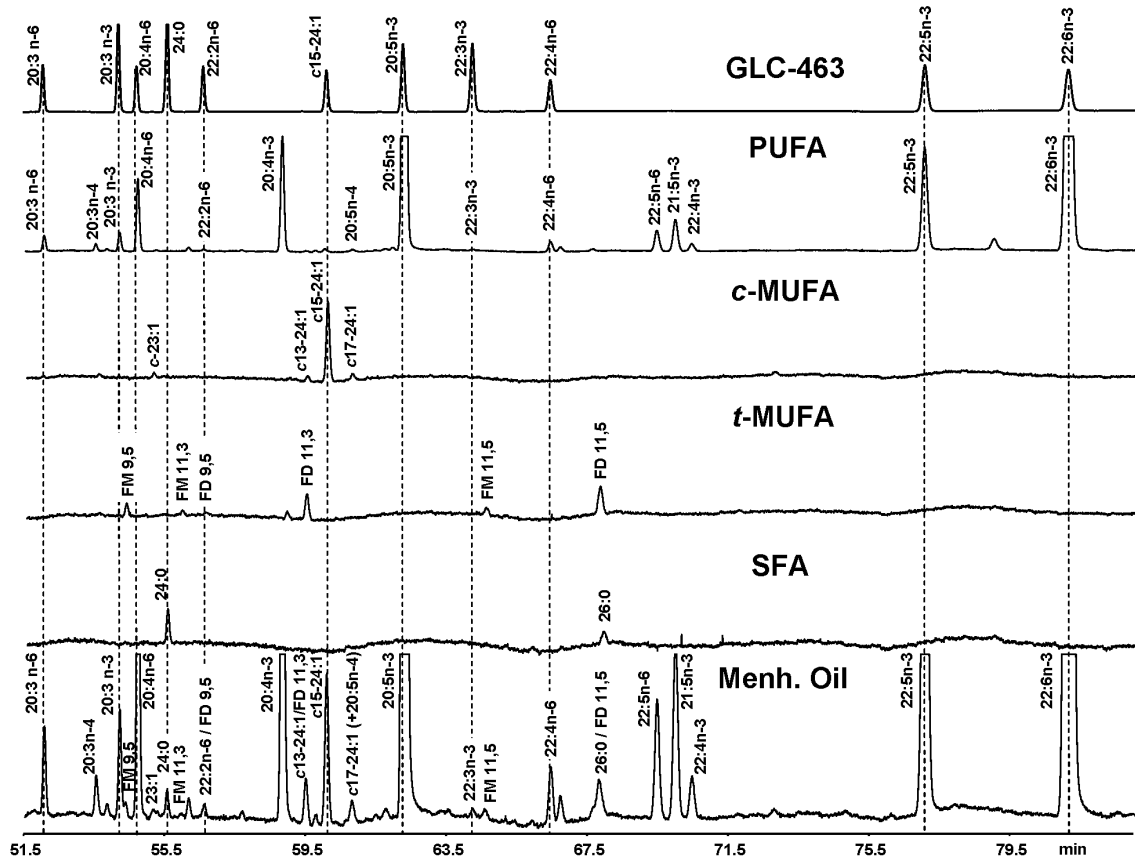 20:3 n-6
20:3 n-3
20:4n-6
24:0
22:2n-6
c15-24:1
20:5n-3
22:3n-3
22:4n-6
GLC-463
22:5n-3
22:6n-3
20:3 n-6
20:3n-4
20:3 n-3
20:4n-6
22:2n-6
20:4n-3
20:5n-4
20:5n-3
22:3n-3
22:4n-6
22:5n-6
21:5n-3
22:4n-3
PUFA
22:5n-3
22:6n-3
c-23:1
c13-24:1
c15-24:1
c17-24:1
c-MUFA
FM 9,5
FM 11,3
FD 9,5
FD 11,3
FM 11,5
FD 11,5
t-MUFA
24:0
26:0
SFA
20:3 n-6
20:3n-4
20:3 n-3
FM 9,5
20:4n-6
23:1
24:0
FM 11,3
22:2n-6 / FD 9,5
20:4n-3
c13-24:1/FD 11,3
c15-24:1
c17-24:1 (+20:5n-4)
20:5n-3
22:3n-3
FM 11,5
22:4n-6
26:0 / FD 11,5
22:5n-6
21:5n-3
22:4n-3
Menh. Oil
22:5n-3
22:6n-3
51.5 55.5 59.5 63.5 67.5 71.5 75.5 79.5 min